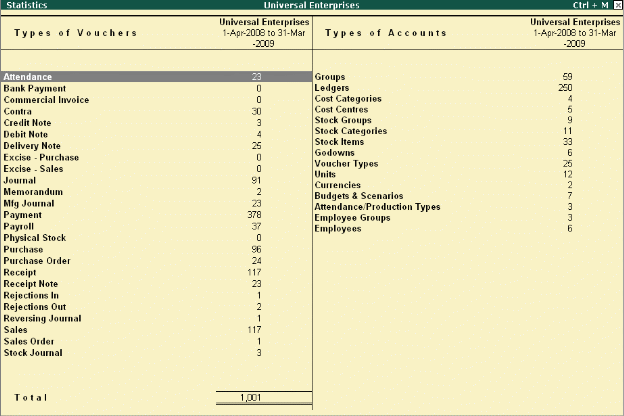 Statistics Universal Enterprises Ctrl + M
Types of Vouchers
Universal Enterprises
1-Apr-2008 to 31-Mar
-2009
Types of Accounts
Universal Enterprises
1-Apr-2008 to 31-Mar
-2009
Attendance 23
Bank Payment 0
Commercial Invoice 0
Contra 30
Credit Note 3
Debit Note 4
Delivery Note 25
Excise - Purchase 0
Excise - Sales 0
Journal 91
Memorandum 2
Mfg Journal 23
Payment 378
Payroll 37
Physical Stock 0
Purchase 96
Purchase Order 24
Receipt 117
Receipt Note 23
Rejections In 1
Rejections Out 2
Reversing Journal 1
Sales 117
Sales Order 1
Stock Journal 3
Total 1,001
Groups 59
Ledgers 250
Cost Categories 4
Cost Centres 5
Stock Groups 9
Stock Categories 11
Stock Items 33
Godowns 6
Voucher Types 25
Units 12
Currencies 2
Budgets & Scenarios 7
Attendance/Production Types 3
Employee Groups 3
Employees 6